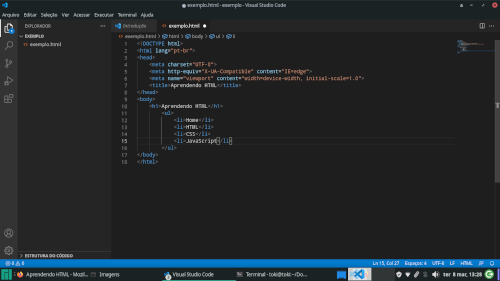 exemplo.html - exemplo - Visual Studio Code
Arquivo Editar Seleção Ver Acessar Executar Terminal Ajuda
EXPLORADOR
Introdução
exemplo.html
EXEMPLO
exemplo.html
exemplo.html > html > body > ul > li
1 <!DOCTYPE html>
2 <html lang="pt-br">
3 <head>
4 <meta charset="UTF-8">
5 <meta http-equiv="X-UA-Compatible" content="IE=edge">
6 <meta name="viewport" content="width=device-width, initial-scale=1.0">
7 <title>Aprendendo HTML</title>
8 </head>
9 <body>
10 <h1>Aprendendo HTML</h1>
11 <ul>
12 <li>Home</li>
13 <li>HTML</li>
14 <li>CSS</li>
15 <li>JavaScript</li>
16 </ul>
17 </body>
18 </html>
ESTRUTURA DO CÓDIGO
0 0
Ln 15, Col 27 Espaços: 4 UTF-8 LF HTML
Menu
Aprendendo HTML - Mozil...
Imagens
Visual Studio Code
Terminal - toki@toki:~/Do...
ter 8 mar, 13:28